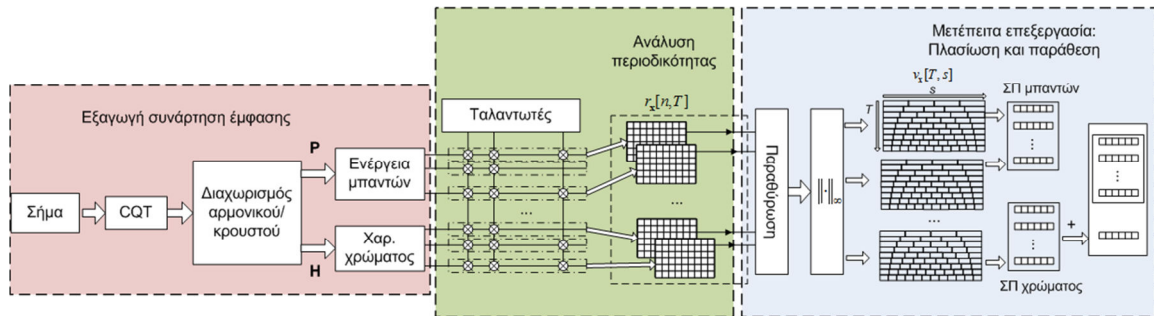 Εξαγωγή συνάρτηση έμφασης
Σήμα
CQT
Διαχωρισμός
αρμονικού/
κρουστού
P
H
Ενέργεια
μπαντών
Χαρ.
χρώματος
Ανάλυση
περιοδικότητας
Ταλαντωτές
...
r_x[n,T]
...
Μετέπειτα επεξεργασία:
Πλασίωση και παράθεση
Παραθύρωση
‖·‖∞
v_x[T,s]
s
T
...
ΣΠ μπαντών
ΣΠ χρώματος
+